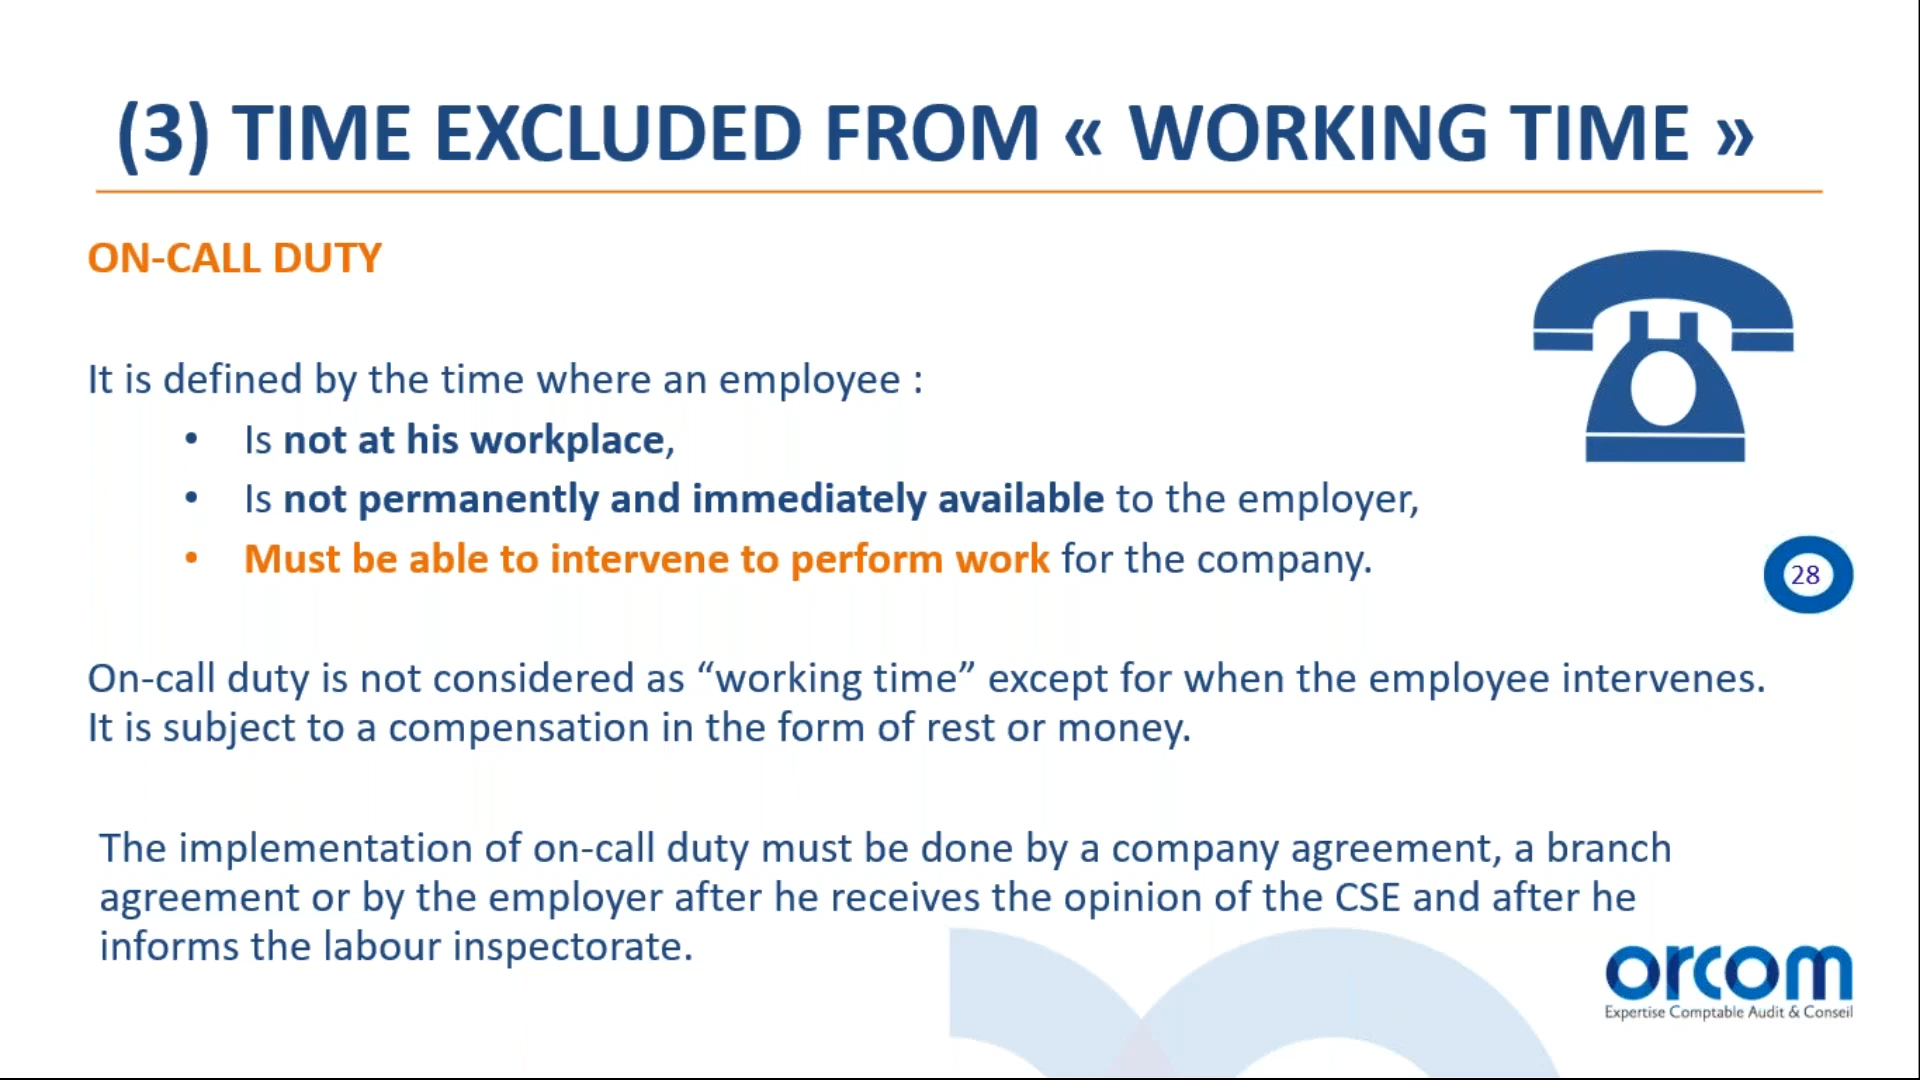 (3) TIME EXCLUDED FROM « WORKING TIME »
ON-CALL DUTY
It is defined by the time where an employee :
• Is not at his workplace,
• Is not permanently and immediately available to the employer,
• Must be able to intervene to perform work for the company.
28
On-call duty is not considered as “working time” except for when the employee intervenes.
It is subject to a compensation in the form of rest or money.
The implementation of on-call duty must be done by a company agreement, a branch
agreement or by the employer after he receives the opinion of the CSE and after he
informs the labour inspectorate.
orcom
Expertise Comptable Audit & Conseil